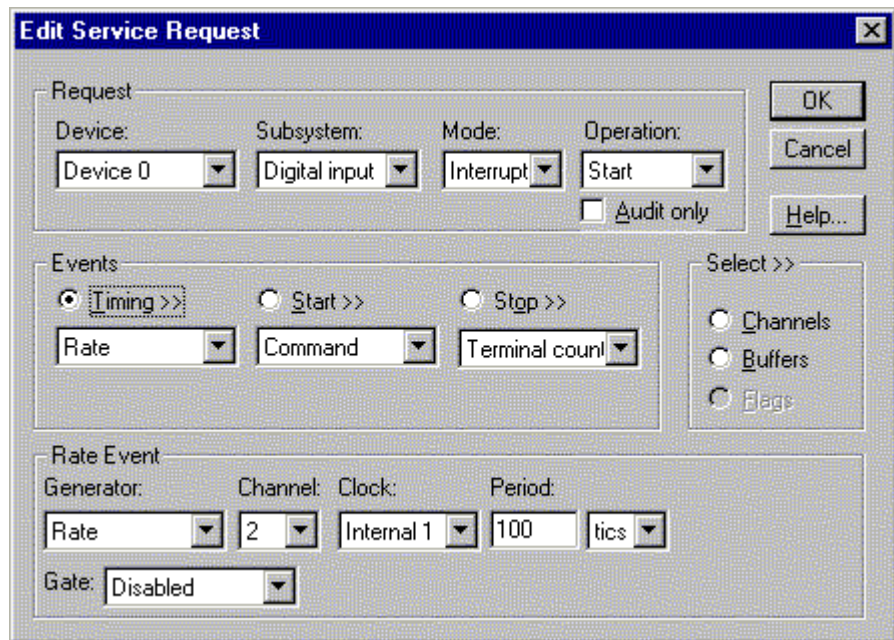 Edit Service Request
Request
OK
Device: Subsystem: Mode: Operation:
Device 0 Digital input Interrupt Start
Cancel
Audit only
Help...
Events
Select >>
Timing >> Start >> Stop >>
Rate Command Terminal count
Channels
Buffers
Flags
Rate Event
Generator: Channel: Clock: Period:
Rate 2 Internal 1 100 tics
Gate: Disabled